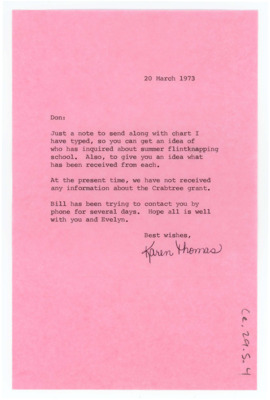 20 March 1973
Don:
Just a note to send along with chart I
have typed, so you can get an idea of
who has inquired about summer flintknapping
school. Also, to give you an idea what
has been received from each.
At the present time, we have not received
any information about the Crabtree grant.
Bill has been trying to contact you by
phone for several days. Hope all is well
with you and Evelyn.
Best wishes,
Karen Thomas
Ce.29.5.4